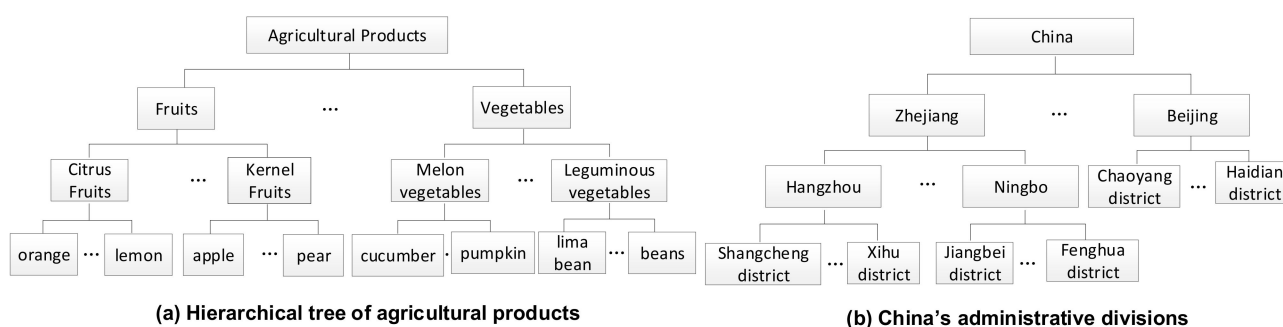 Agricultural Products
Fruits
...
Vegetables
Citrus
Fruits
...
Kernel
Fruits
Melon
vegetables
...
Leguminous
vegetables
orange
...
lemon
apple
...
pear
cucumber
.
pumpkin
lima
bean
...
beans
(a) Hierarchical tree of agricultural products
China
Zhejiang
...
Beijing
Hangzhou
...
Ningbo
Chaoyang
district
...
Haidian
district
Shangcheng
district
...
Xihu
district
Jiangbei
district
...
Fenghua
district
(b) China's administrative divisions